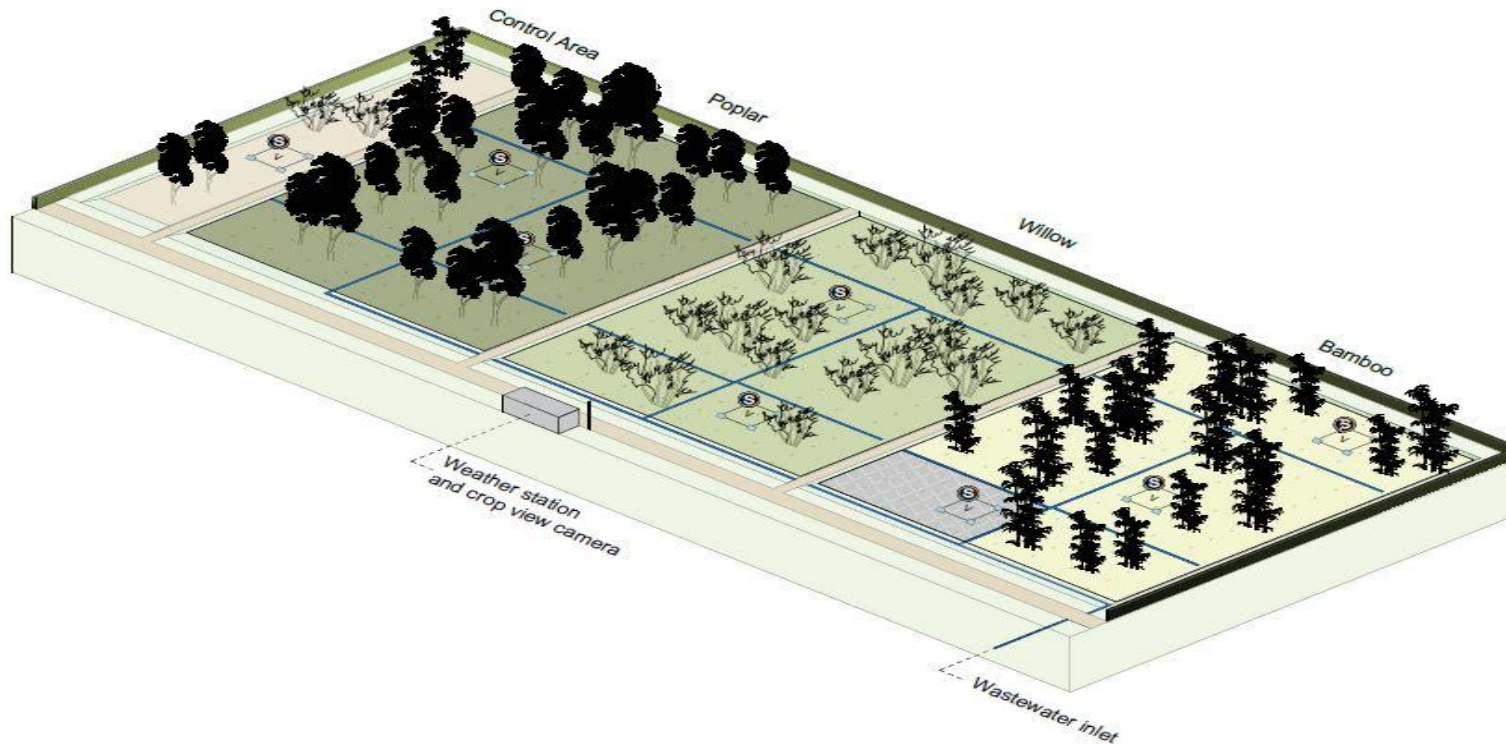 Control Area
Poplar
Willow
Bamboo
S
S
S
S
S
S
S
S
Weather station
and crop view camera
Wastewater inlet